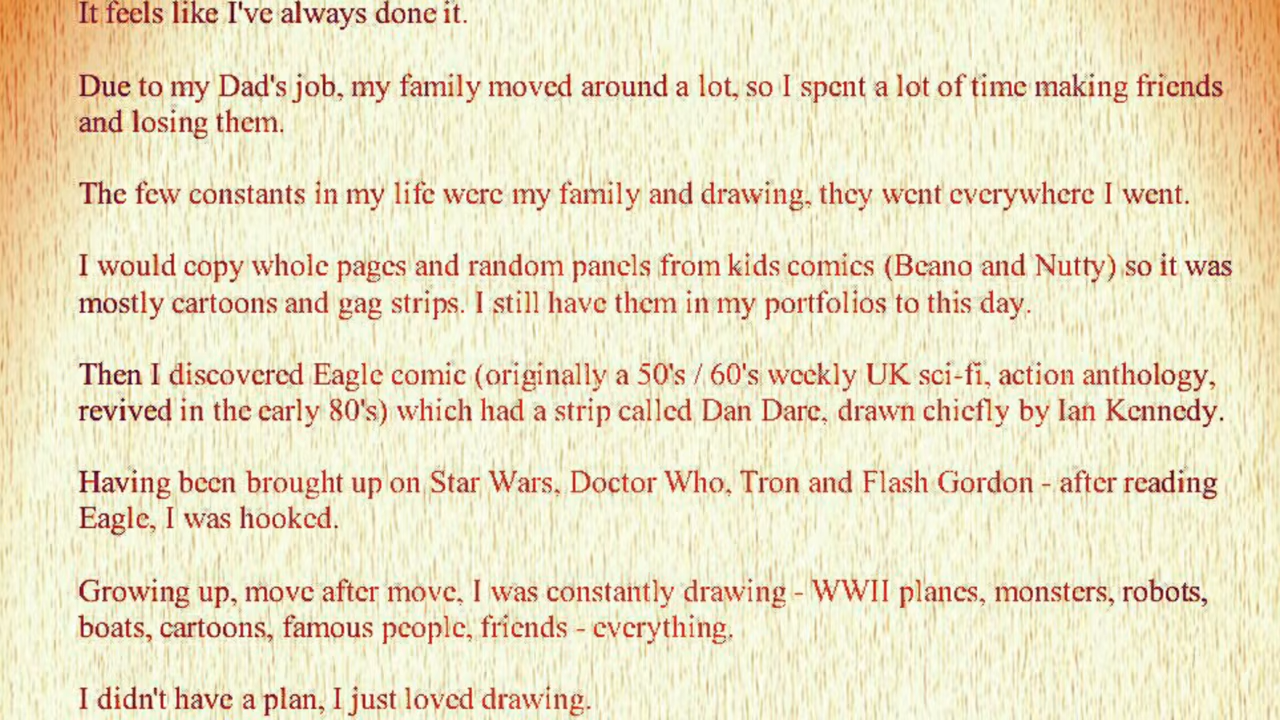 It feels like I've always done it.
Due to my Dad's job, my family moved around a lot, so I spent a lot of time making friends
and losing them.
The few constants in my life were my family and drawing, they went everywhere I went.
I would copy whole pages and random panels from kids comics (Beano and Nutty) so it was
mostly cartoons and gag strips. I still have them in my portfolios to this day.
Then I discovered Eagle comic (originally a 50's / 60's weekly UK sci-fi, action anthology,
revived in the early 80's) which had a strip called Dan Dare, drawn chiefly by Ian Kennedy.
Having been brought up on Star Wars, Doctor Who, Tron and Flash Gordon - after reading
Eagle, I was hooked.
Growing up, move after move, I was constantly drawing - WWII planes, monsters, robots,
boats, cartoons, famous people, friends - everything.
I didn't have a plan, I just loved drawing.